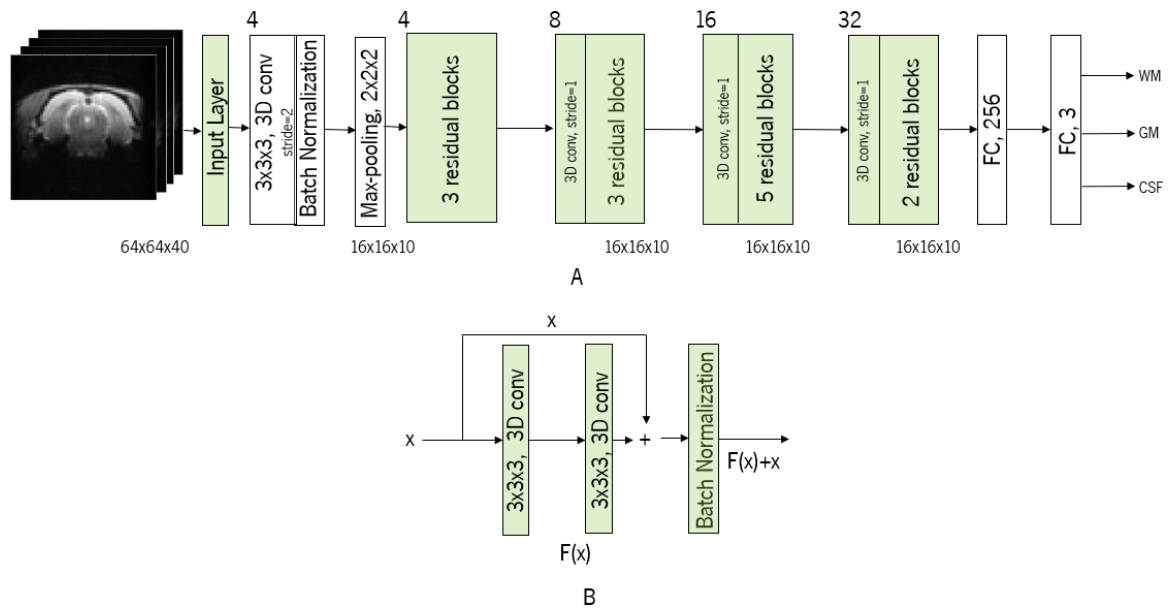 4
4
8
16
32
Input Layer
3x3x3, 3D conv
stride=2
Batch Normalization
Max-pooling, 2x2x2
3 residual blocks
3D conv, stride=1
3 residual blocks
3D conv, stride=1
5 residual blocks
3D conv, stride=1
2 residual blocks
FC, 256
FC, 3
WM
GM
CSF
64x64x40
16x16x10
16x16x10
16x16x10
16x16x10
A
x
x
3x3x3, 3D conv
3x3x3, 3D conv
+
Batch Normalization
F(x)+x
F(x)
B